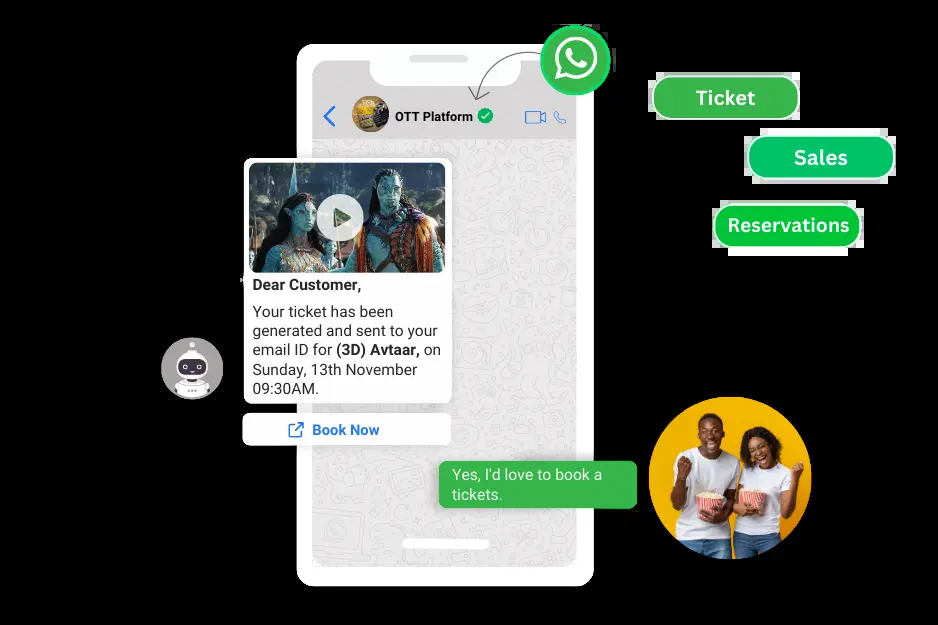 OTT Platform
Ticket
Sales
Reservations
Dear Customer,
Your ticket has been
generated and sent to your
email ID for (3D) Avtaar, on
Sunday, 13th November
09:30AM.
Book Now
Yes, I'd love to book a
tickets.